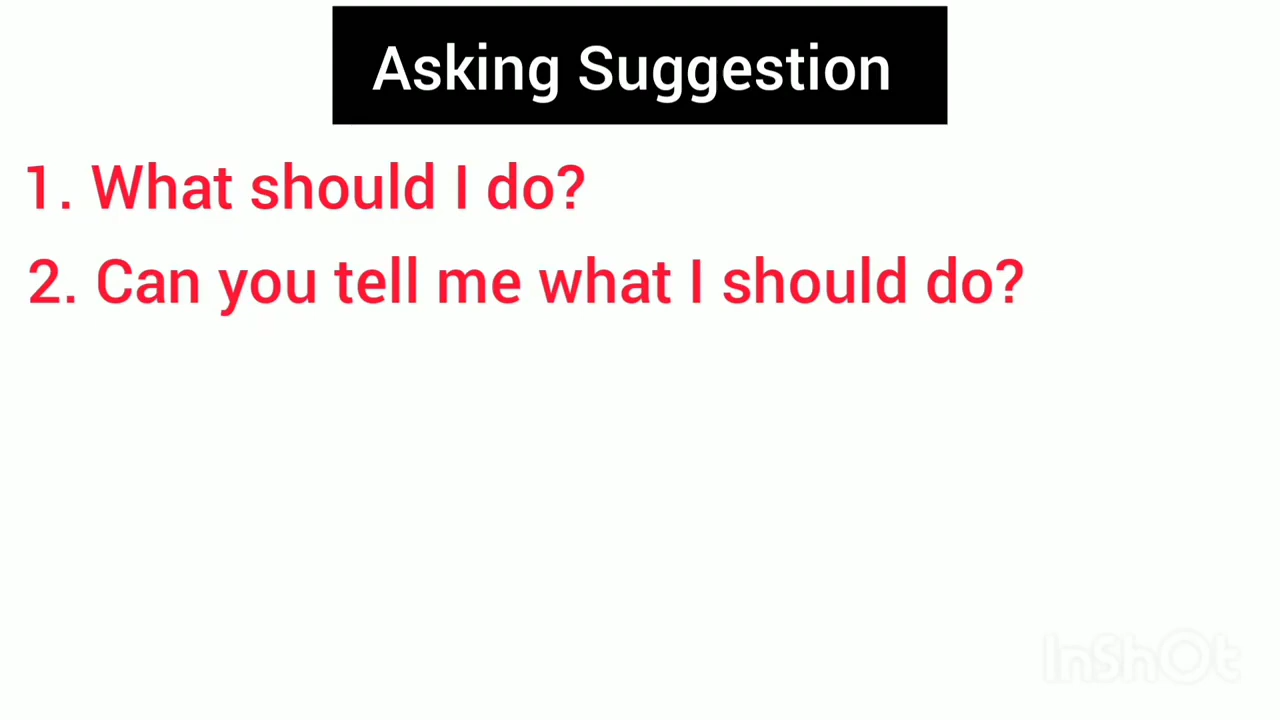 Asking Suggestion
1. What should I do?
2. Can you tell me what I should do?
InShOt